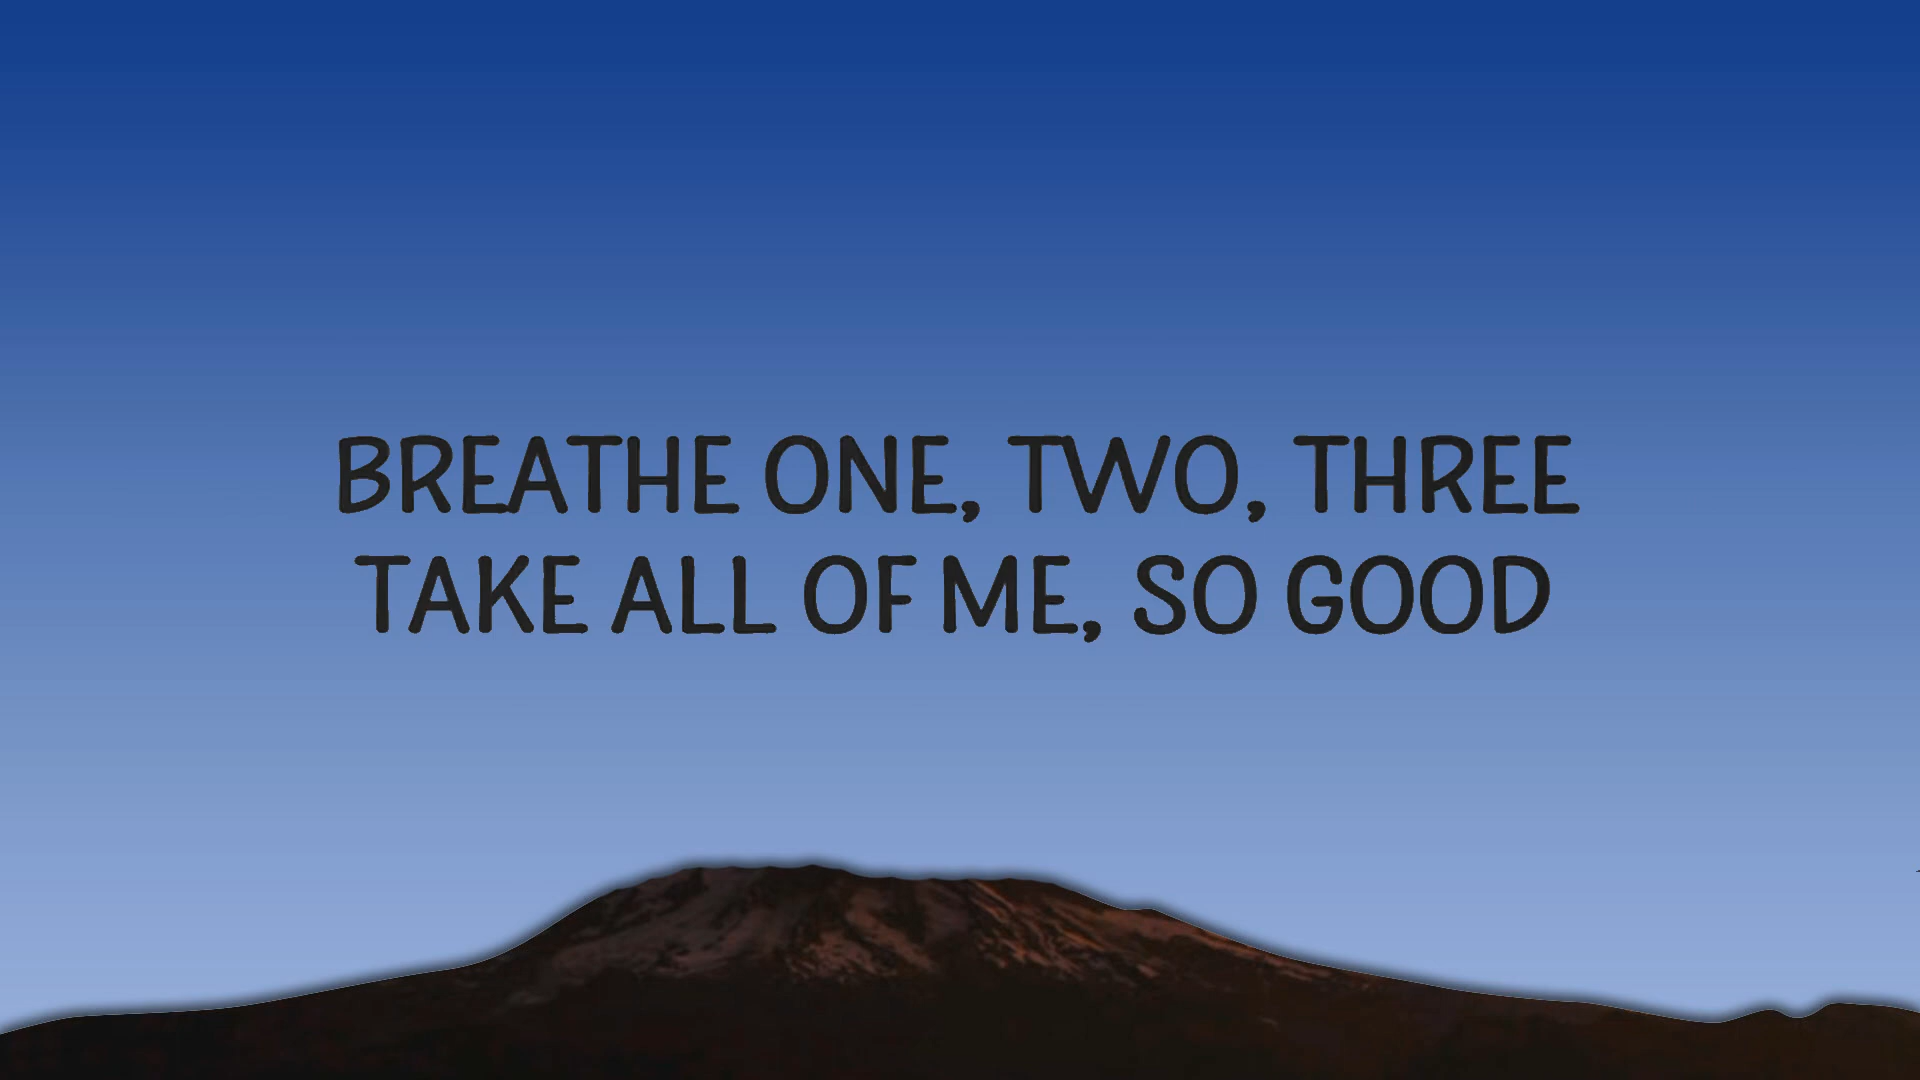 BREATHE ONE, TWO, THREE
TAKE ALL OF ME, SO GOOD